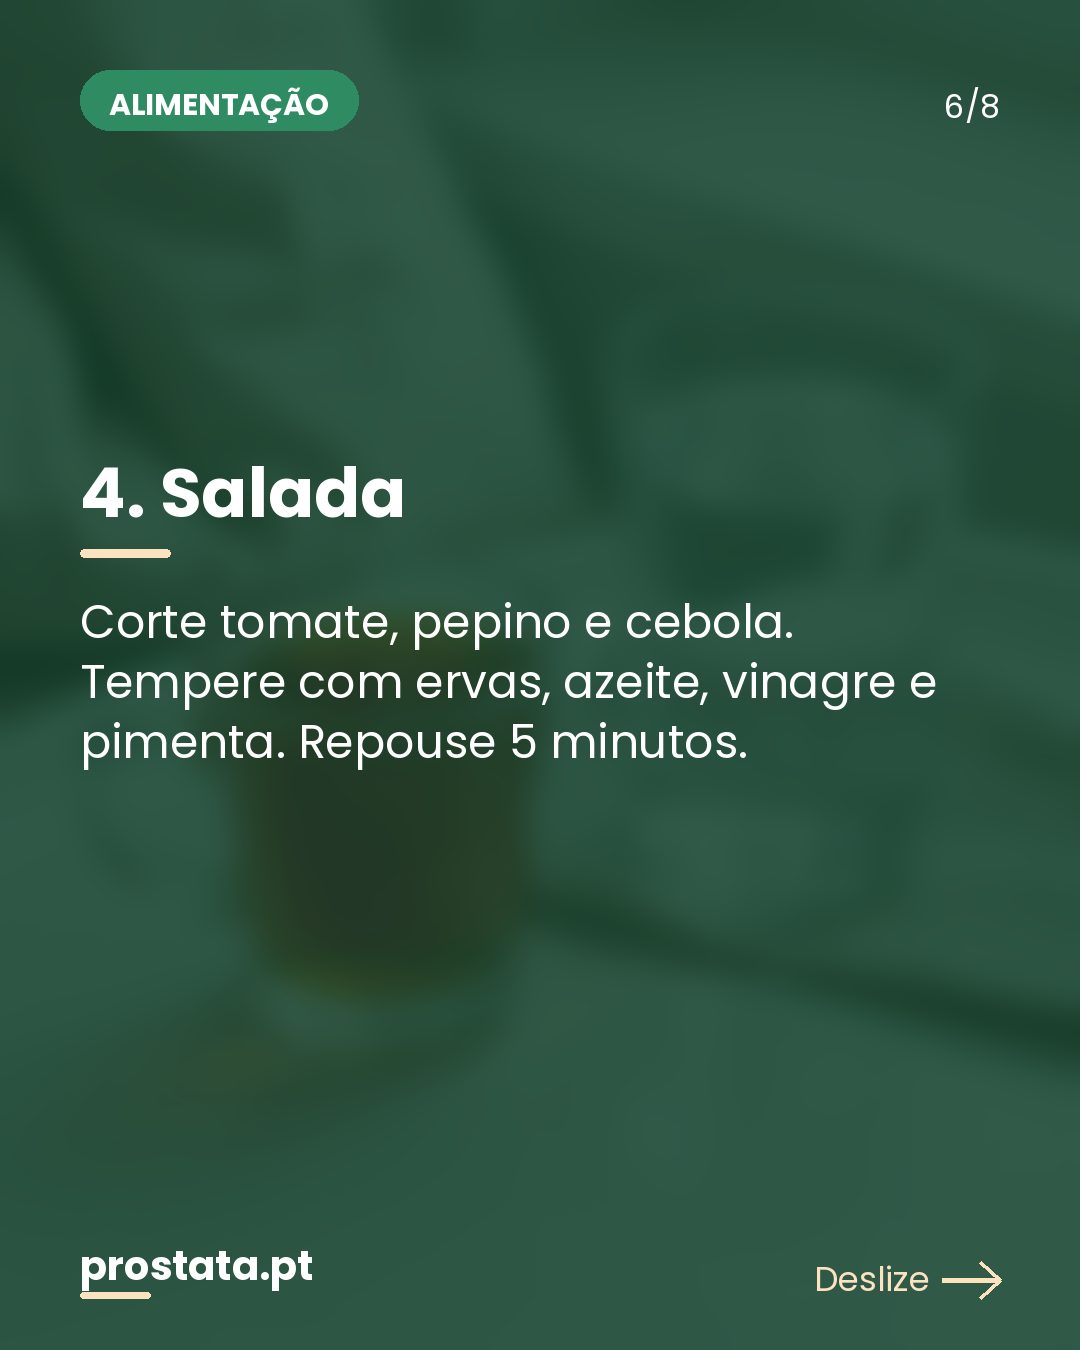 ALIMENTAÇÃO
6/8
4. Salada
Corte tomate, pepino e cebola.
Tempere com ervas, azeite, vinagre e
pimenta. Repouse 5 minutos.
prostata.pt
Deslize